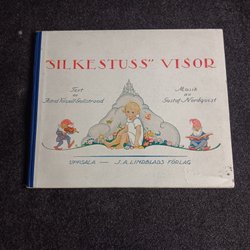 "SILKESTUSS" VISOR
Text
av
Musik
av
Gustaf Nordqvist
UPPSALA — J. A. LINDBLADS FÖRLAG